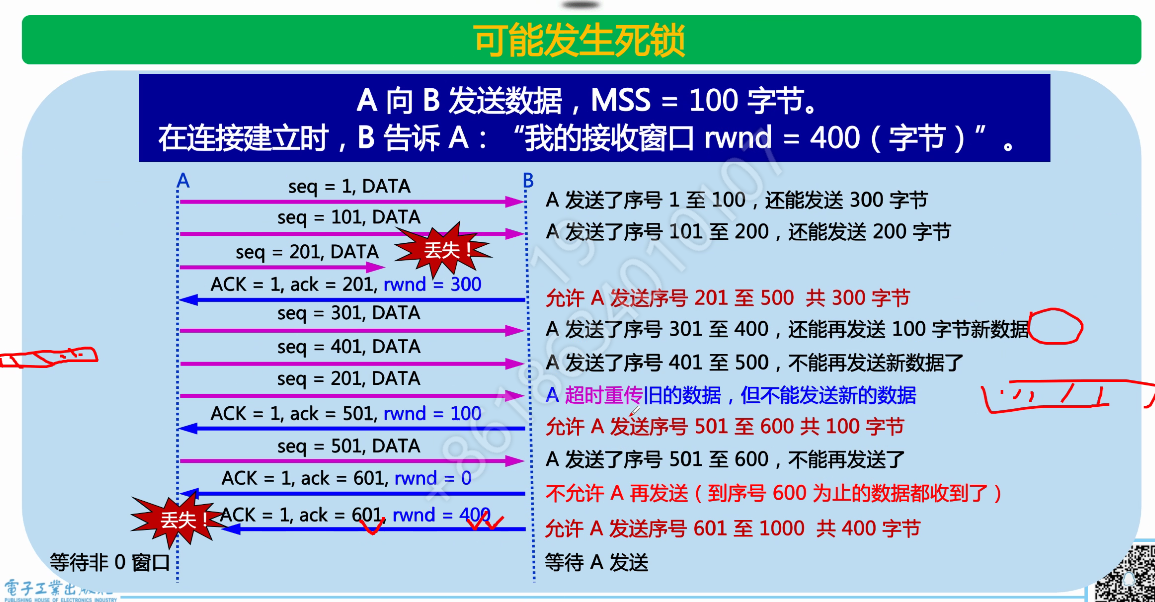 可能发生死锁
A 向 B 发送数据，MSS = 100 字节。
在连接建立时，B 告诉 A：“我的接收窗口 rwnd = 400（字节）”。
A
B
seq = 1, DATA
A 发送了序号 1 至 100，还能发送 300 字节
seq = 101, DATA
A 发送了序号 101 至 200，还能发送 200 字节
seq = 201, DATA
丢失！
ACK = 1, ack = 201, rwnd = 300
允许 A 发送序号 201 至 500 共 300 字节
seq = 301, DATA
A 发送了序号 301 至 400，还能再发送 100 字节新数据
seq = 401, DATA
A 发送了序号 401 至 500，不能再发送新数据了
seq = 201, DATA
A 超时重传旧的数据，但不能发送新的数据
ACK = 1, ack = 501, rwnd = 100
允许 A 发送序号 501 至 600 共 100 字节
seq = 501, DATA
A 发送了序号 501 至 600，不能再发送了
ACK = 1, ack = 601, rwnd = 0
不允许 A 再发送（到序号 600 为止的数据都收到了）
丢失！
ACK = 1, ack = 601, rwnd = 400
允许 A 发送序号 601 至 1000 共 400 字节
等待非 0 窗口
等待 A 发送
PUBLISHING HOUSE OF ELECTRONICS INDUSTRY